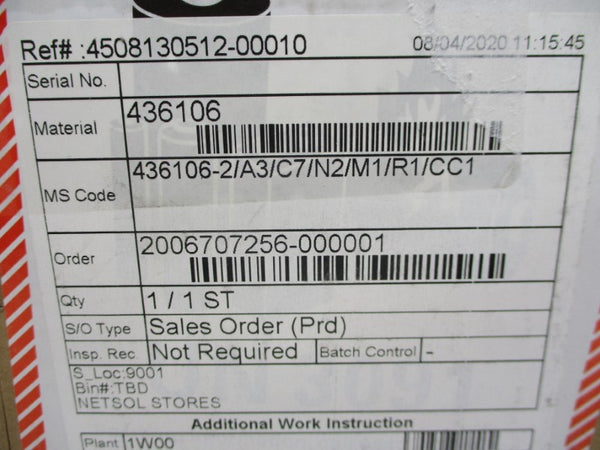 Ref# :4508130512-00010 08/04/2020 11:15:45
Serial No.
Material 436106
MS Code 436106-2/A3/C7/N2/M1/R1/CC1
Order 2006707256-000001
Qty 1 / 1 ST
S/O Type Sales Order (Prd)
Insp. Rec Not Required Batch Control -
S_Loc:9001
Bin#:TBD
NETSOL STORES
Additional Work Instruction
Plant 1W00